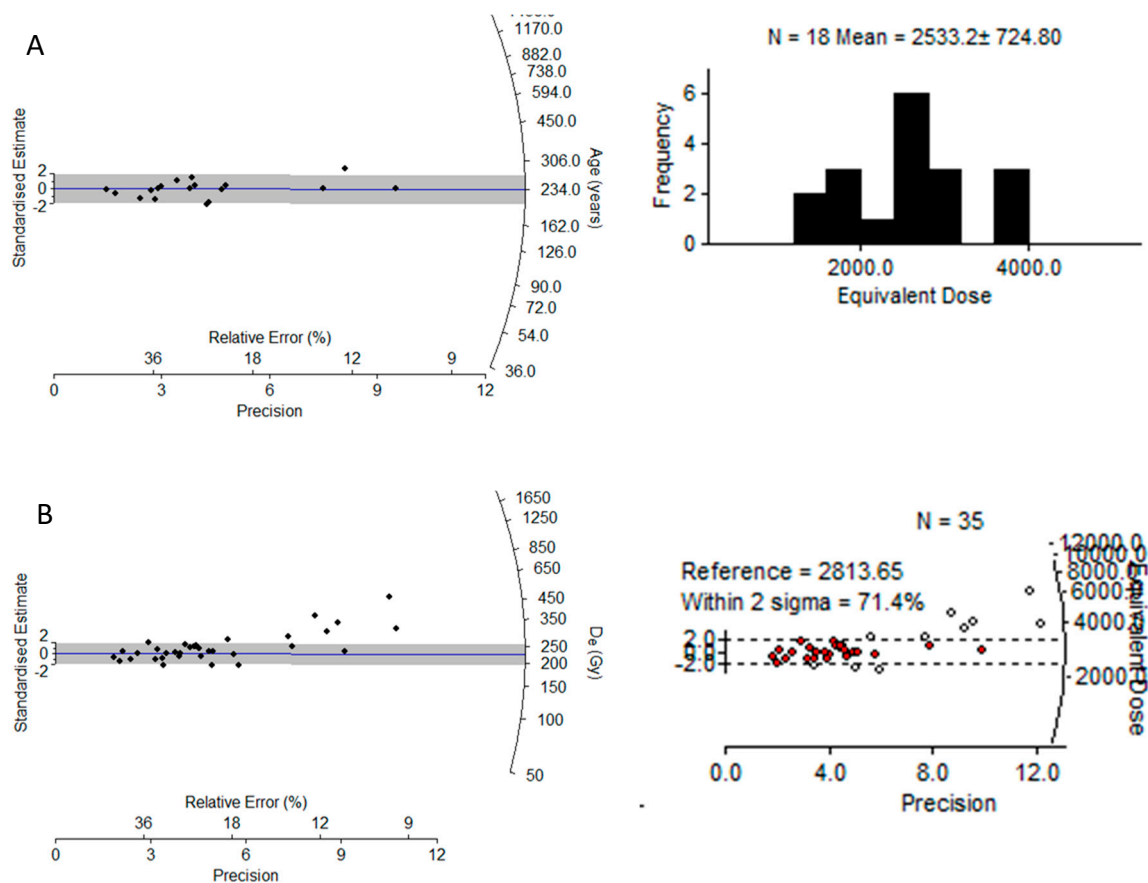 A
Standardised Estimate
2
0
-2
1170.0
882.0
738.0
594.0
450.0
306.0
234.0
162.0
126.0
90.0
72.0
54.0
36.0
Age (years)
Relative Error (%)
36 18 12 9
0 3 6 9 12
Precision
N = 18 Mean = 2533.2± 724.80
Frequency
6
4
2
0
2000.0 4000.0
Equivalent Dose
B
Standardised Estimate
2
0
-2
1650
1250
850
650
450
350
250
200
150
100
50
De (Gy)
Relative Error (%)
36 18 12 9
0 3 6 9 12
Precision
N = 35
Reference = 2813.65
Within 2 sigma = 71.4%
2.0
0.0
-2.0
12000.0
10000.0
8000.0
6000.0
4000.0
2000.0
Equivalent Dose
0.0 4.0 8.0 12.0
Precision